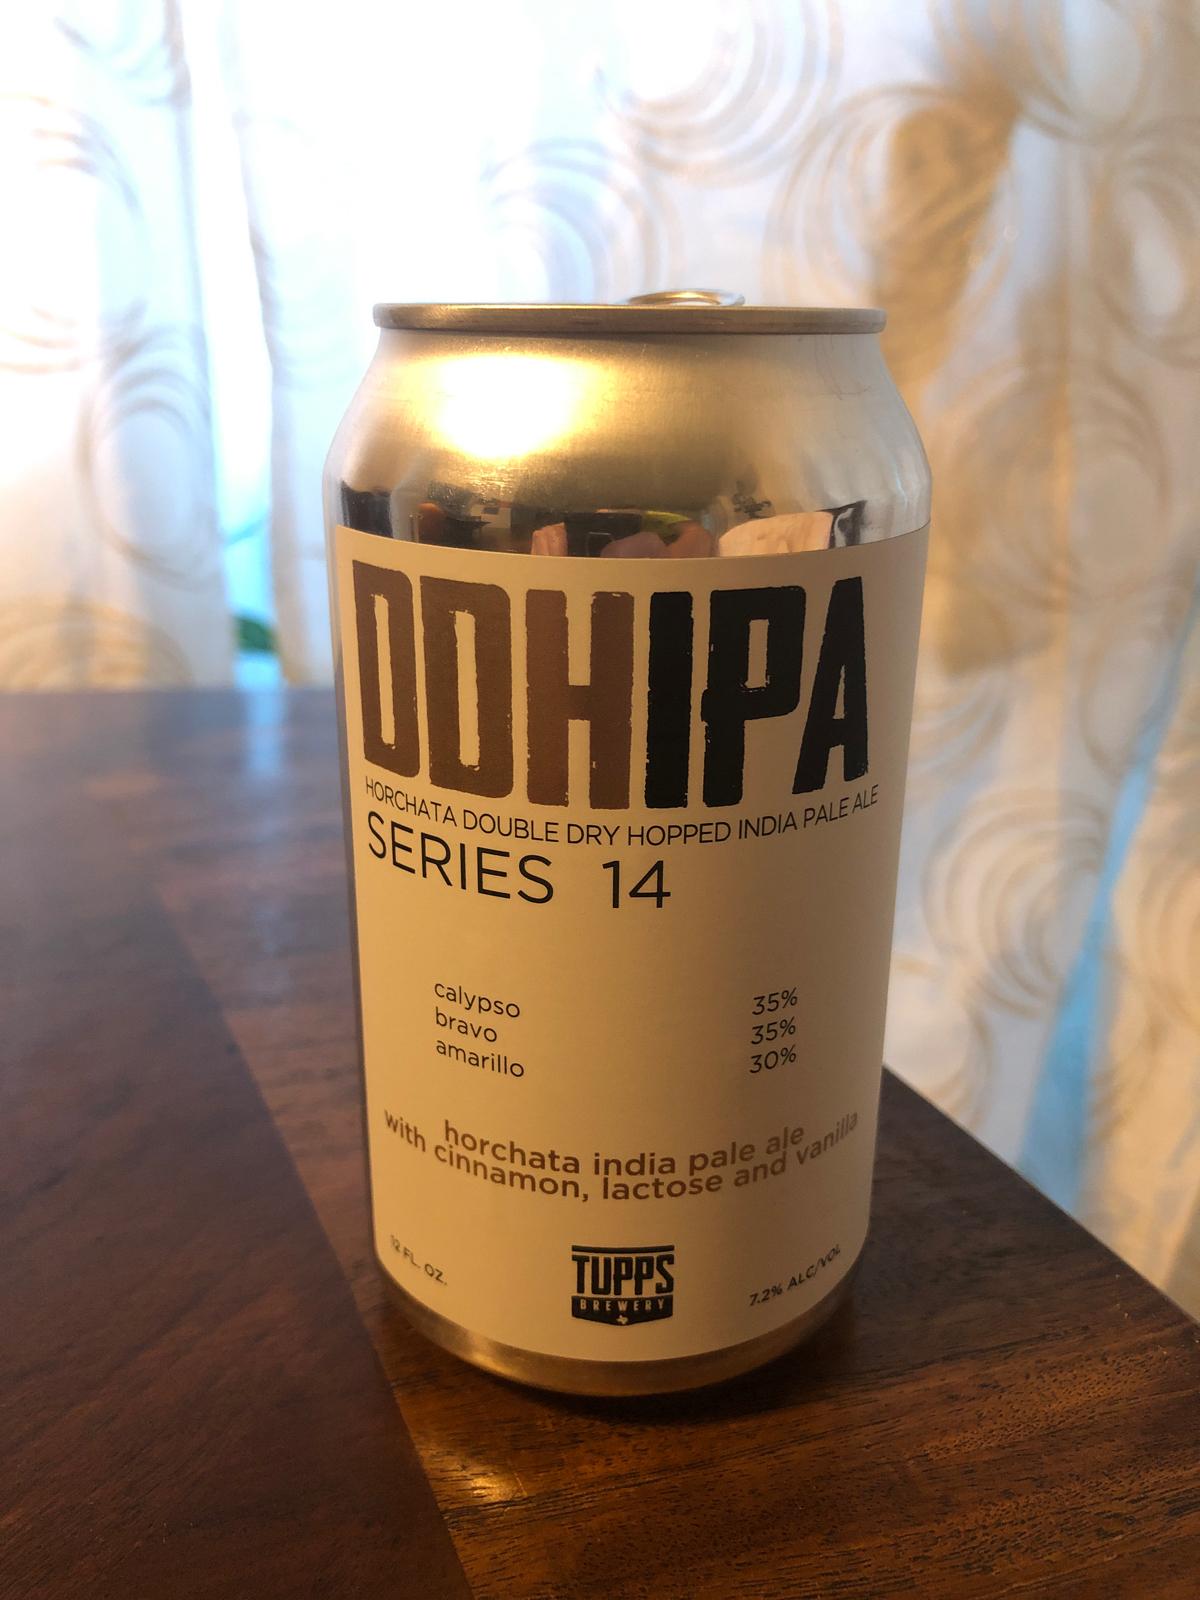 DDHIPA
HORCHATA DOUBLE DRY HOPPED INDIA PALE ALE
SERIES 14
calypso 35%
bravo 35%
amarillo 30%
horchata india pale ale
with cinnamon, lactose and vanilla
12 FL. OZ.
TUPPS
BREWERY
7.2% ALC/VOL